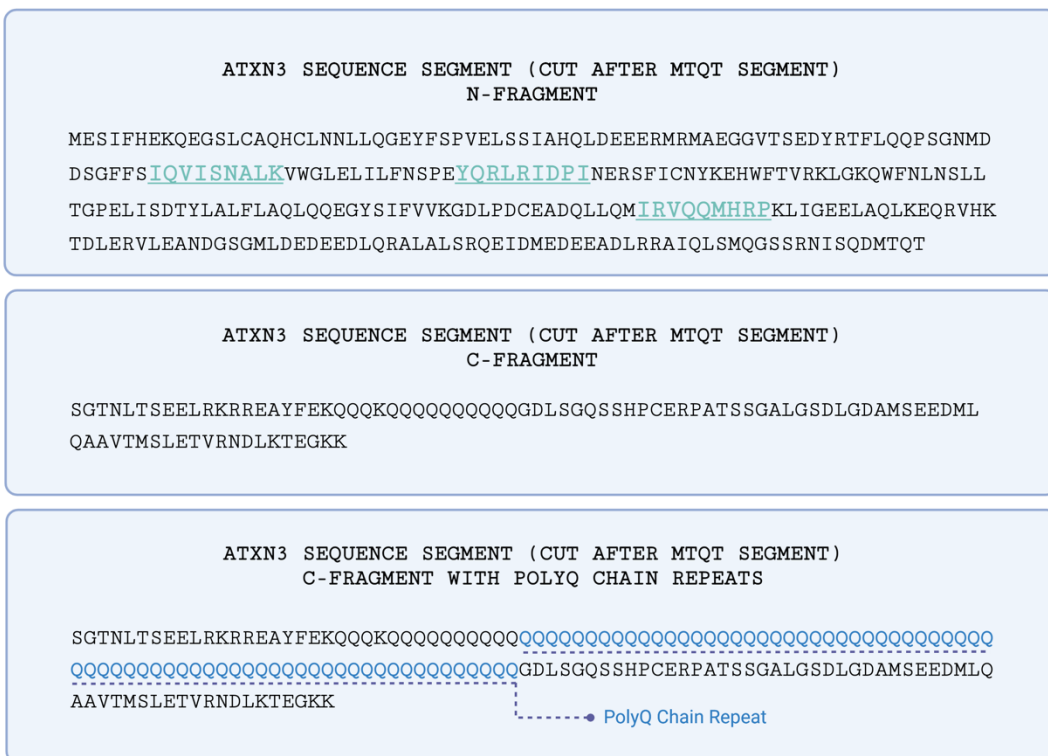 ATXN3 SEQUENCE SEGMENT (CUT AFTER MTQT SEGMENT)
N-FRAGMENT
MESIFHEKQEGSLCAQHCLNNLLQGEYFSPVELSSIAHQLDEEERMRMAEGGVTSEDYRTFLQQPSGNMD
DSGFFSIQVISNALKVWGLELILFNSPEYQRLRIDPINERSFICNYKEHWFTVRKLGKQWFNLNSLL
TGPELISDTYLALFLAQLQQEGYSIFVVKGDLPDCEADQLLQMIRVQQMHRPKLIGEELAQLKEQRVHK
TDLERVLEANDGSGMLDEDEEDLQRALALSRQEIDMEDEEADLRRAIQLSMQGSSRNISQDMTQT
ATXN3 SEQUENCE SEGMENT (CUT AFTER MTQT SEGMENT)
C-FRAGMENT
SGTNLTSEELRKRREAYFEKQQQKQQQQQQQQQQGDLSGQSSHPCERPATSSGALGSDLGDAMSEEDML
QAAVTMSLETVRNDLKTEGKK
ATXN3 SEQUENCE SEGMENT (CUT AFTER MTQT SEGMENT)
C-FRAGMENT WITH POLYQ CHAIN REPEATS
SGTNLTSEELRKRREAYFEKQQQKQQQQQQQQQQQQQQQQQQQQQQQQQQQQQQQQQQQQQQQQQQQQQQ
QQQQQQQQQQQQQQQQQQQQQQQQQQQQQQQQQQGDLSGQSSHPCERPATSSGALGSDLGDAMSEEDMLQ
AAVTMSLETVRNDLKTEGKK
PolyQ Chain Repeat